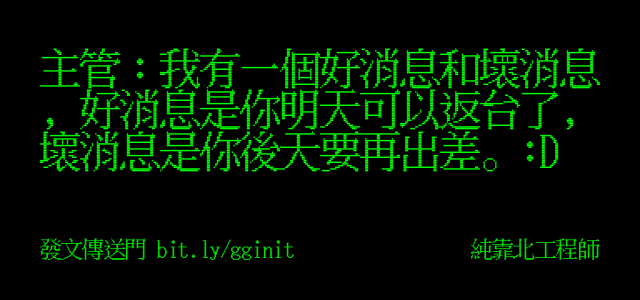 主管：我有一個好消息和壞消息
，好消息是你明天可以返台了，
壞消息是你後天要再出差。:D
發文傳送門 bit.ly/gginit
純靠北工程師